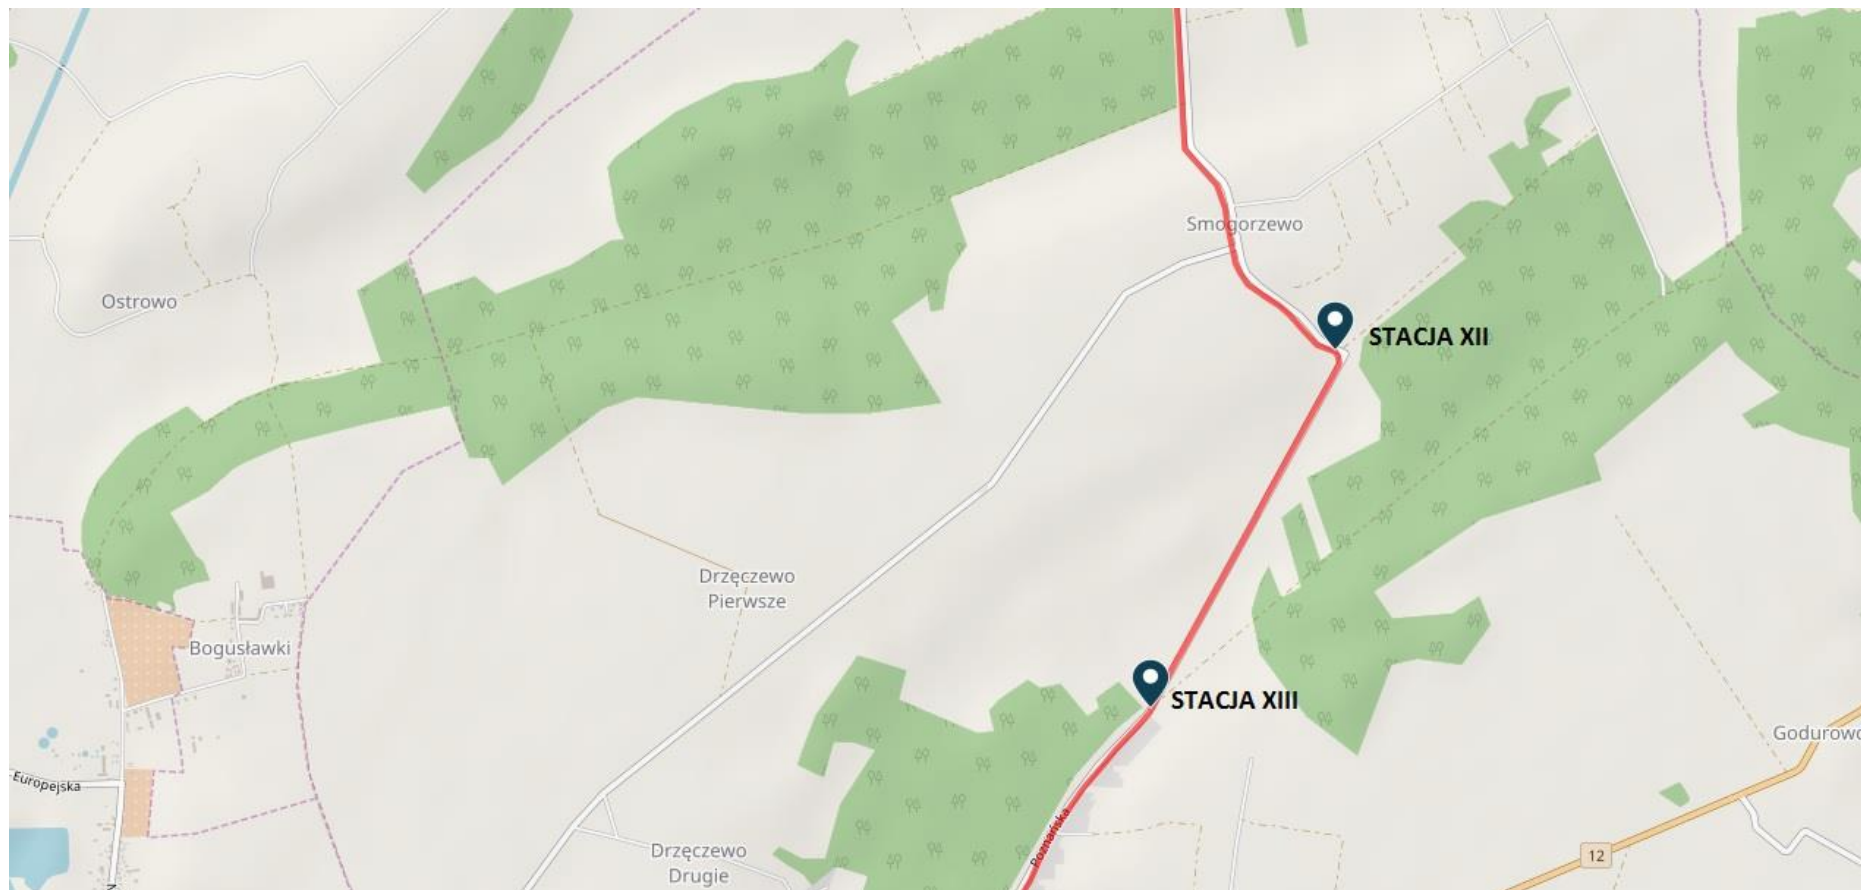 Smogorzewo
Ostrowo
STACJA XII
Drzęczewo
Pierwsze
Bogusławki
STACJA XIII
Godurowo
Europejska
Poznańska
Drzęczewo
Drugie
12